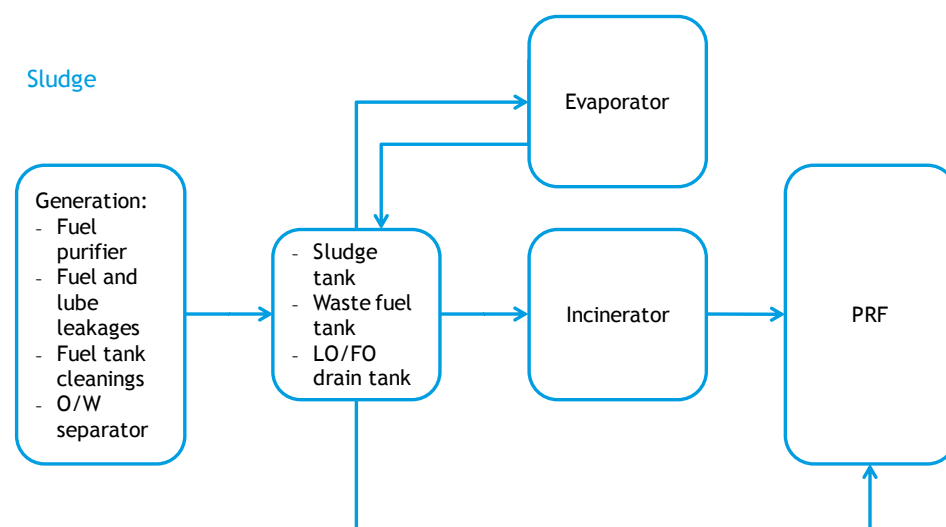 Sludge
Evaporator
Generation:
- Fuel
purifier
- Fuel and
lube
leakages
- Fuel tank
cleanings
- O/W
separator
- Sludge
tank
- Waste fuel
tank
- LO/FO
drain tank
Incinerator
PRF